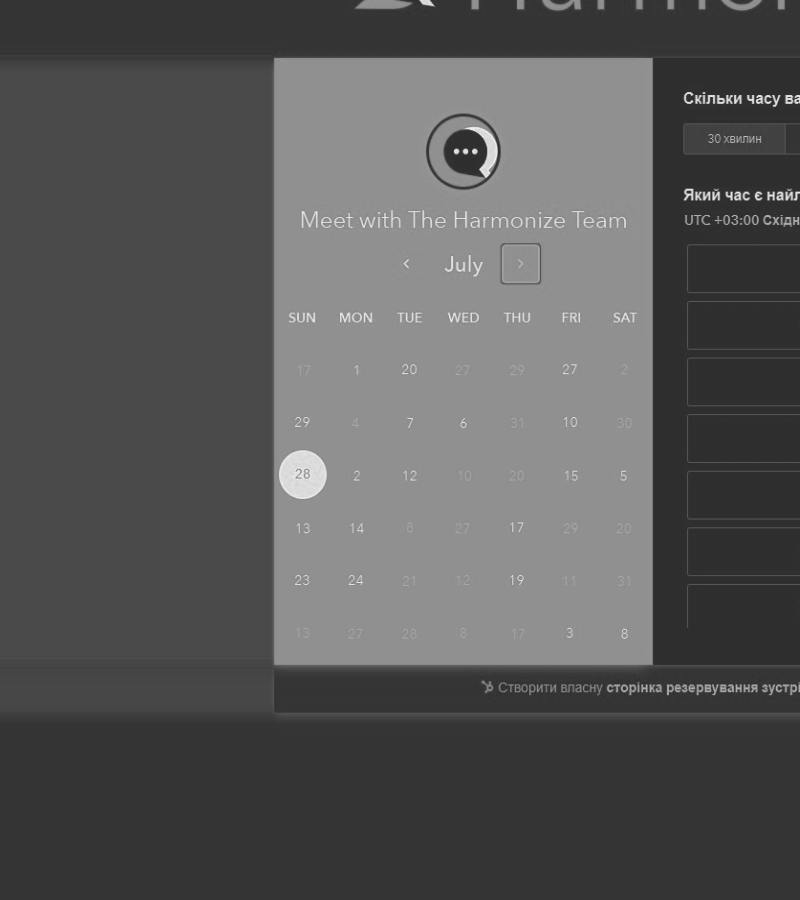 Meet with The Harmonize Team
July
SUN MON TUE WED THU FRI SAT
17 1 20 27 29 27 2
29 4 7 6 31 10 30
28 2 12 10 20 15 5
13 14 8 27 17 29 20
23 24 21 12 19 11 31
13 27 28 8 17 3 8
Скільки часу ва
30 хвилин
Який час є найл
UTC +03:00 Східн
Створити власну сторінка резервування зустрі